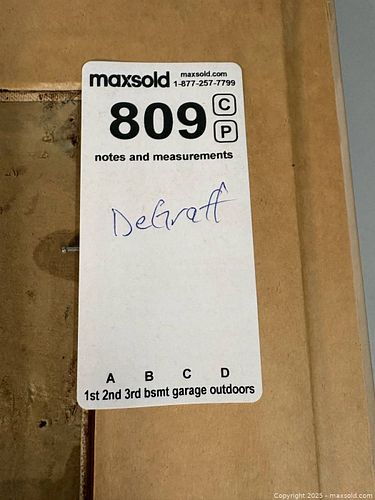 maxsold maxsold.com
1-877-257-7799
809 C
P
notes and measurements
DeGraff
A B C D
1st 2nd 3rd bsmt garage outdoors
Copyright 2025 - maxsold.com